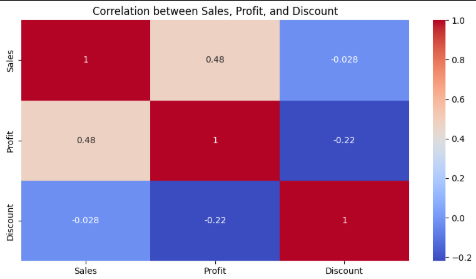 Correlation between Sales, Profit, and Discount
Sales
1
0.48
-0.028
Profit
0.48
1
-0.22
Discount
-0.028
-0.22
1
Sales
Profit
Discount
1.0
0.8
0.6
0.4
0.2
0.0
−0.2